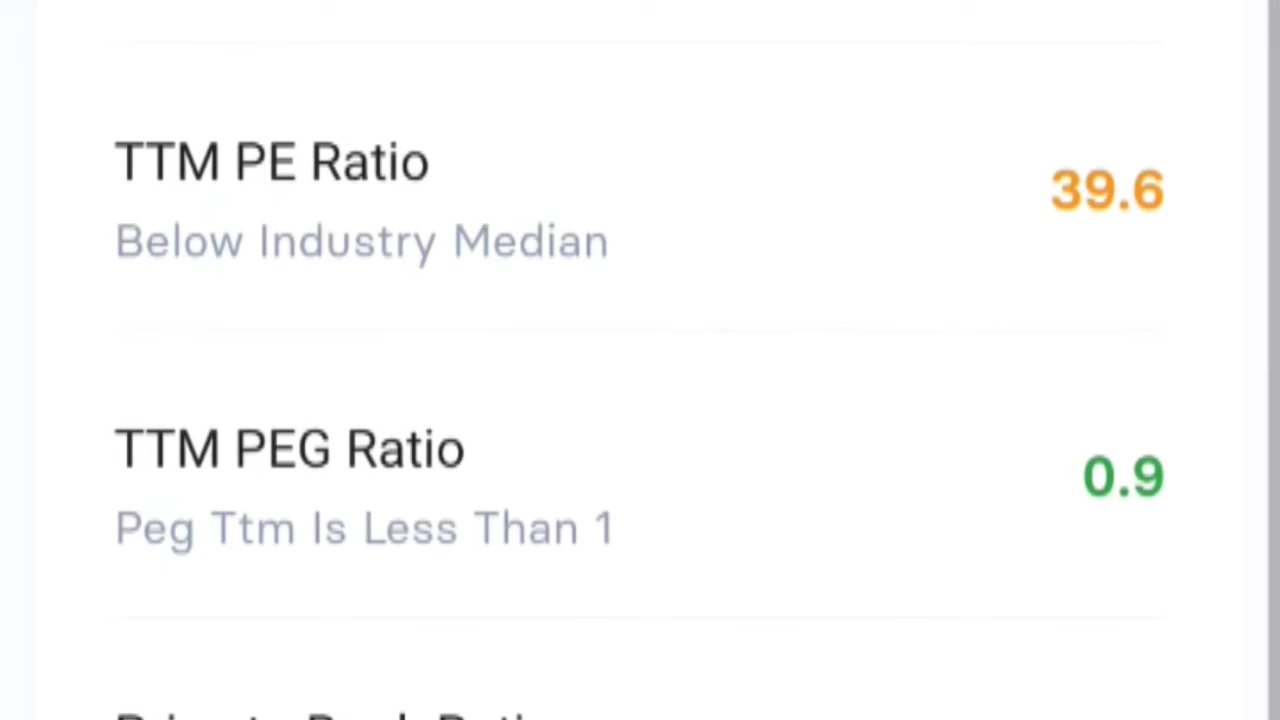 TTM PE Ratio
39.6
Below Industry Median
TTM PEG Ratio
0.9
Peg Ttm Is Less Than 1